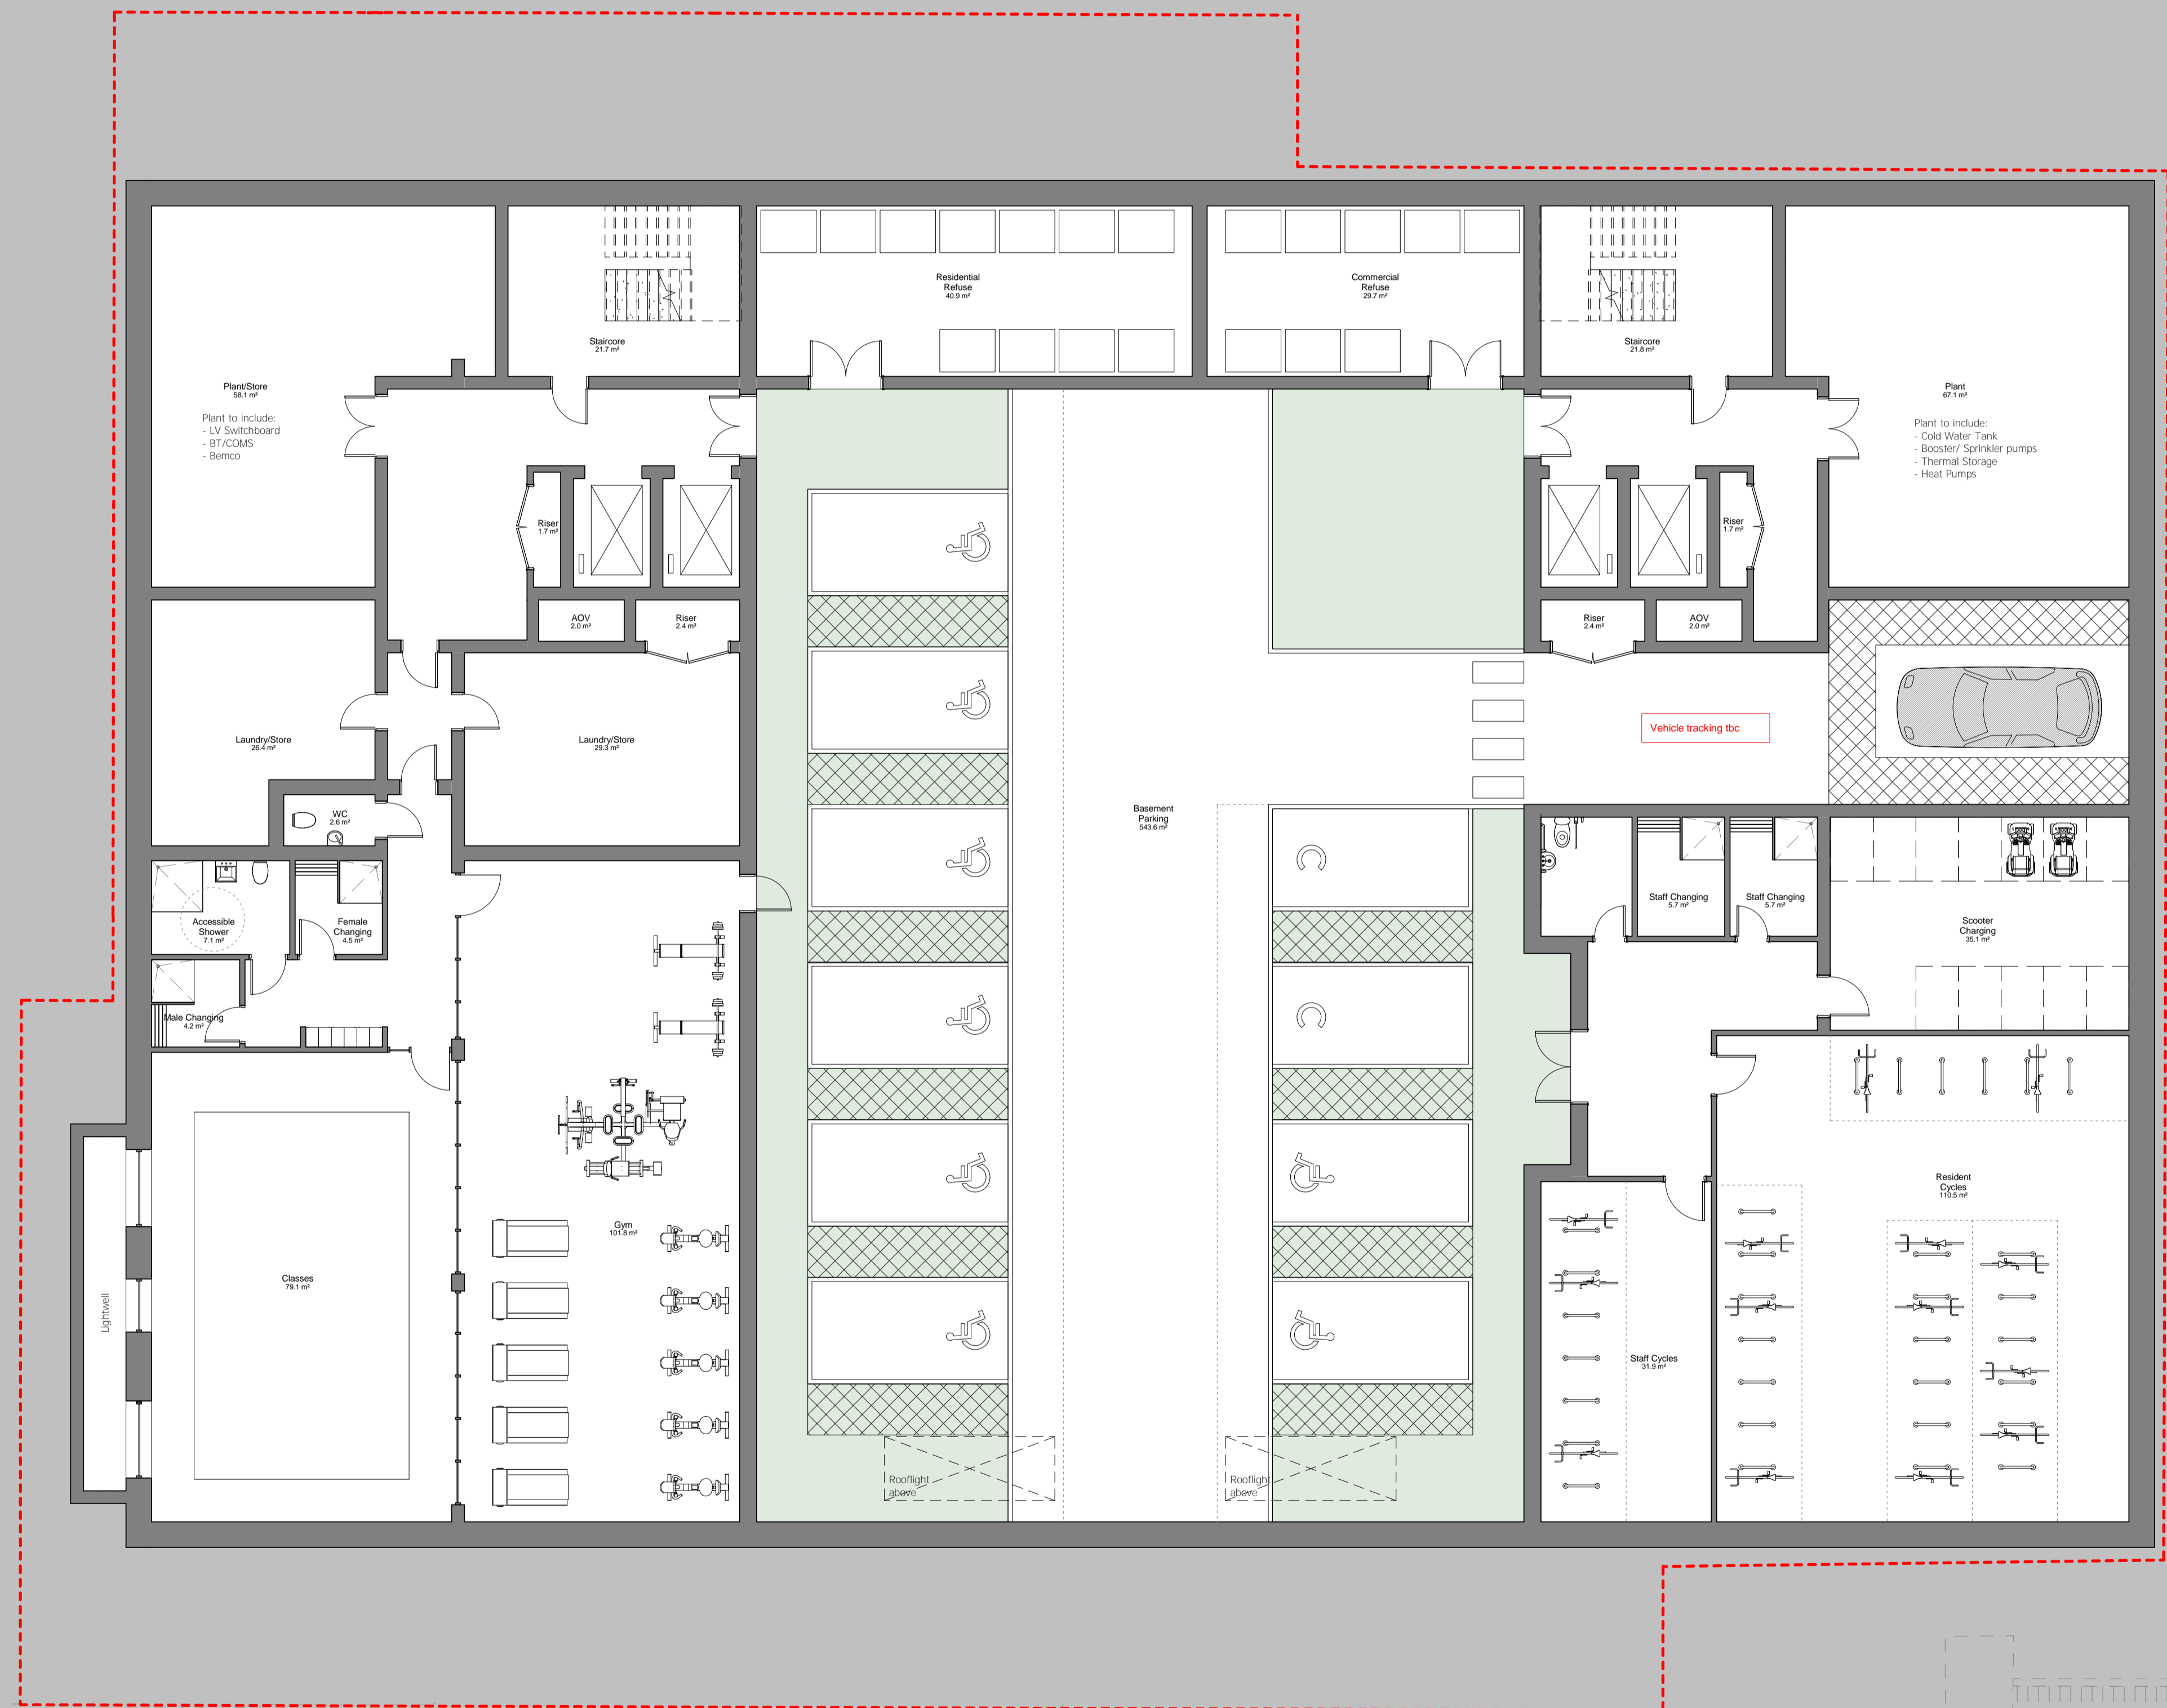 Residential
Refuse
40.9 m²
Commercial
Refuse
29.7 m²
Staircore
21.7 m²
Staircore
21.8 m²
Plant/Store
58.1 m²
Plant to include:
- LV Switchboard
- BT/COMS
- Bemco
Plant
67.1 m²
Plant to include:
- Cold Water Tank
- Booster/ Sprinkler pumps
- Thermal Storage
- Heat Pumps
Riser
1.7 m²
Riser
1.7 m²
AOV
2.0 m²
Riser
2.4 m²
Riser
2.4 m²
AOV
2.0 m²
Laundry/Store
26.4 m²
Laundry/Store
29.3 m²
Vehicle tracking tbc
WC
2.6 m²
Basement
Parking
543.6 m²
Accessible
Shower
7.1 m²
Female
Changing
4.5 m²
Staff Changing
5.7 m²
Staff Changing
5.7 m²
Scooter
Charging
35.1 m²
Male Changing
4.2 m²
Resident
Cycles
110.5 m²
Gym
101.8 m²
Classes
79.1 m²
Lightwell
Staff Cycles
31.9 m²
Rooflight
above
Rooflight
above